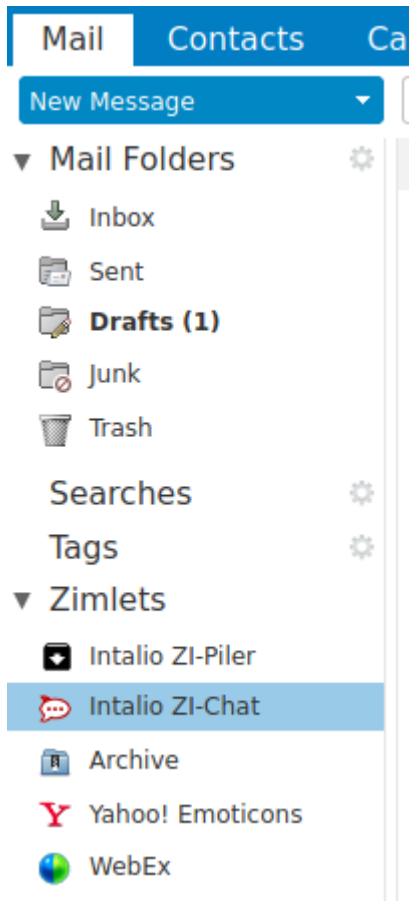 Mail Contacts Ca
New Message
Mail Folders
Inbox
Sent
Drafts (1)
Junk
Trash
Searches
Tags
Zimlets
Intalio ZI-Piler
Intalio ZI-Chat
Archive
Yahoo! Emoticons
WebEx